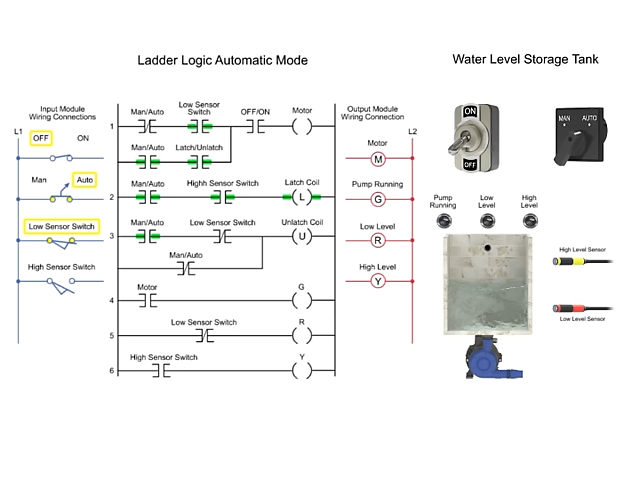 Ladder Logic Automatic Mode
Water Level Storage Tank
Input Module
Wiring Connections
L1
OFF ON
Man Auto
Low Sensor Switch
High Sensor Switch
Low Sensor
Switch
Man/Auto OFF/ON Motor
1
Man/Auto Latch/Unlatch
Man/Auto Highh Sensor Switch Latch Coil
2 L
Man/Auto Low Sensor Switch Unlatch Coil
3 U
Man/Auto
Motor G
4
Low Sensor Switch R
5
High Sensor Switch Y
6
Output Module
Wiring Connection
L2
Motor
M
Pump Running
G
Low Level
R
High Level
Y
ON
OFF
MAN AUTO
Pump
Running
Low
Level
High
Level
High Level Sensor
Low Level Sensor